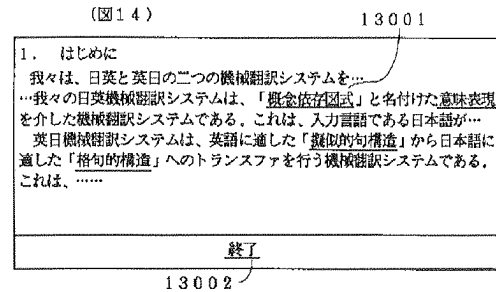 (図14)
13001
1. はじめに
我々は、日英と英日の二つの機械翻訳システムを…
…我々の日英機械翻訳システムは、「概念依存図式」と名付けた意味表現
を介した機械翻訳システムである。これは、入力言語である日本語が…
英日機械翻訳システムは、英語に適した「擬似的句構造」から日本語に
適した「格句的構造」へのトランスファを行う機械翻訳システムである。
これは、……
終了
13002